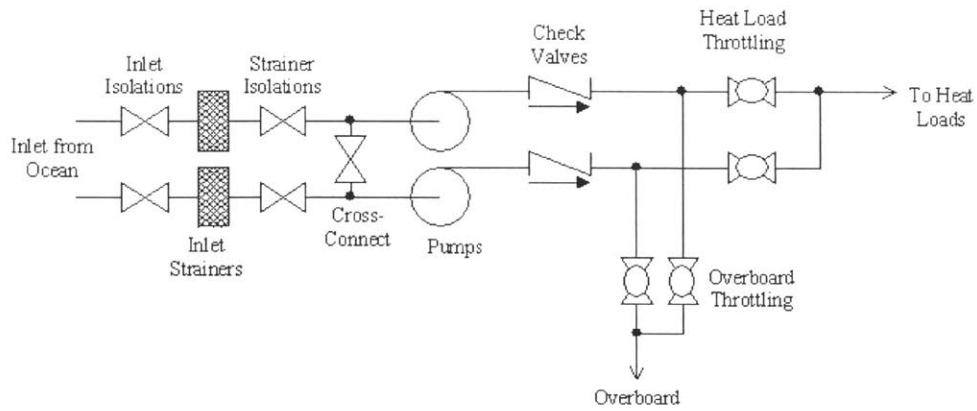 Heat Load
Throttling
Check
Valves
Inlet
Isolations
Strainer
Isolations
To Heat
Loads
Inlet from
Ocean
Cross-
Connect
Pumps
Inlet
Strainers
Overboard
Throttling
Overboard